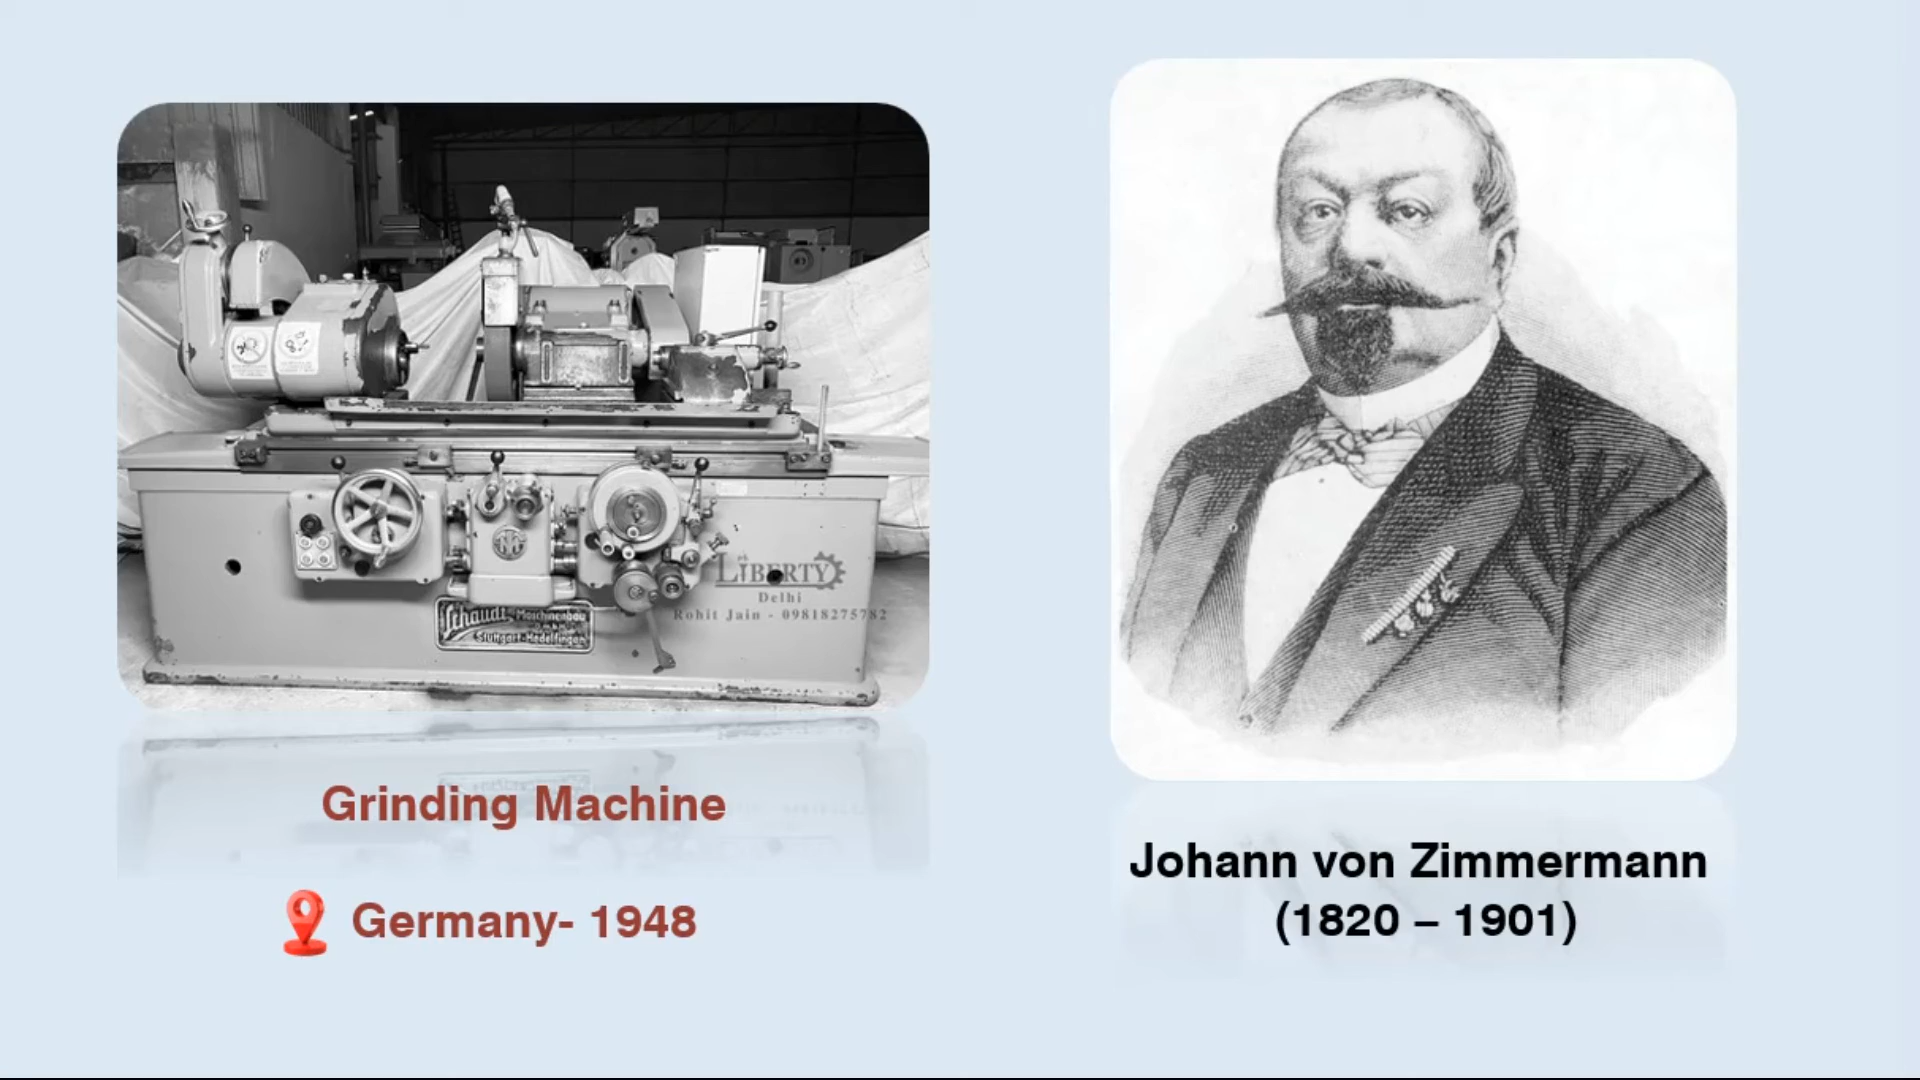 Liberty
Delhi
Rohit Jain - 09818275782
Schaudt Maschinenbau
Stuttgart-Hedelfingen
Grinding Machine
Germany- 1948
Johann von Zimmermann
(1820 – 1901)